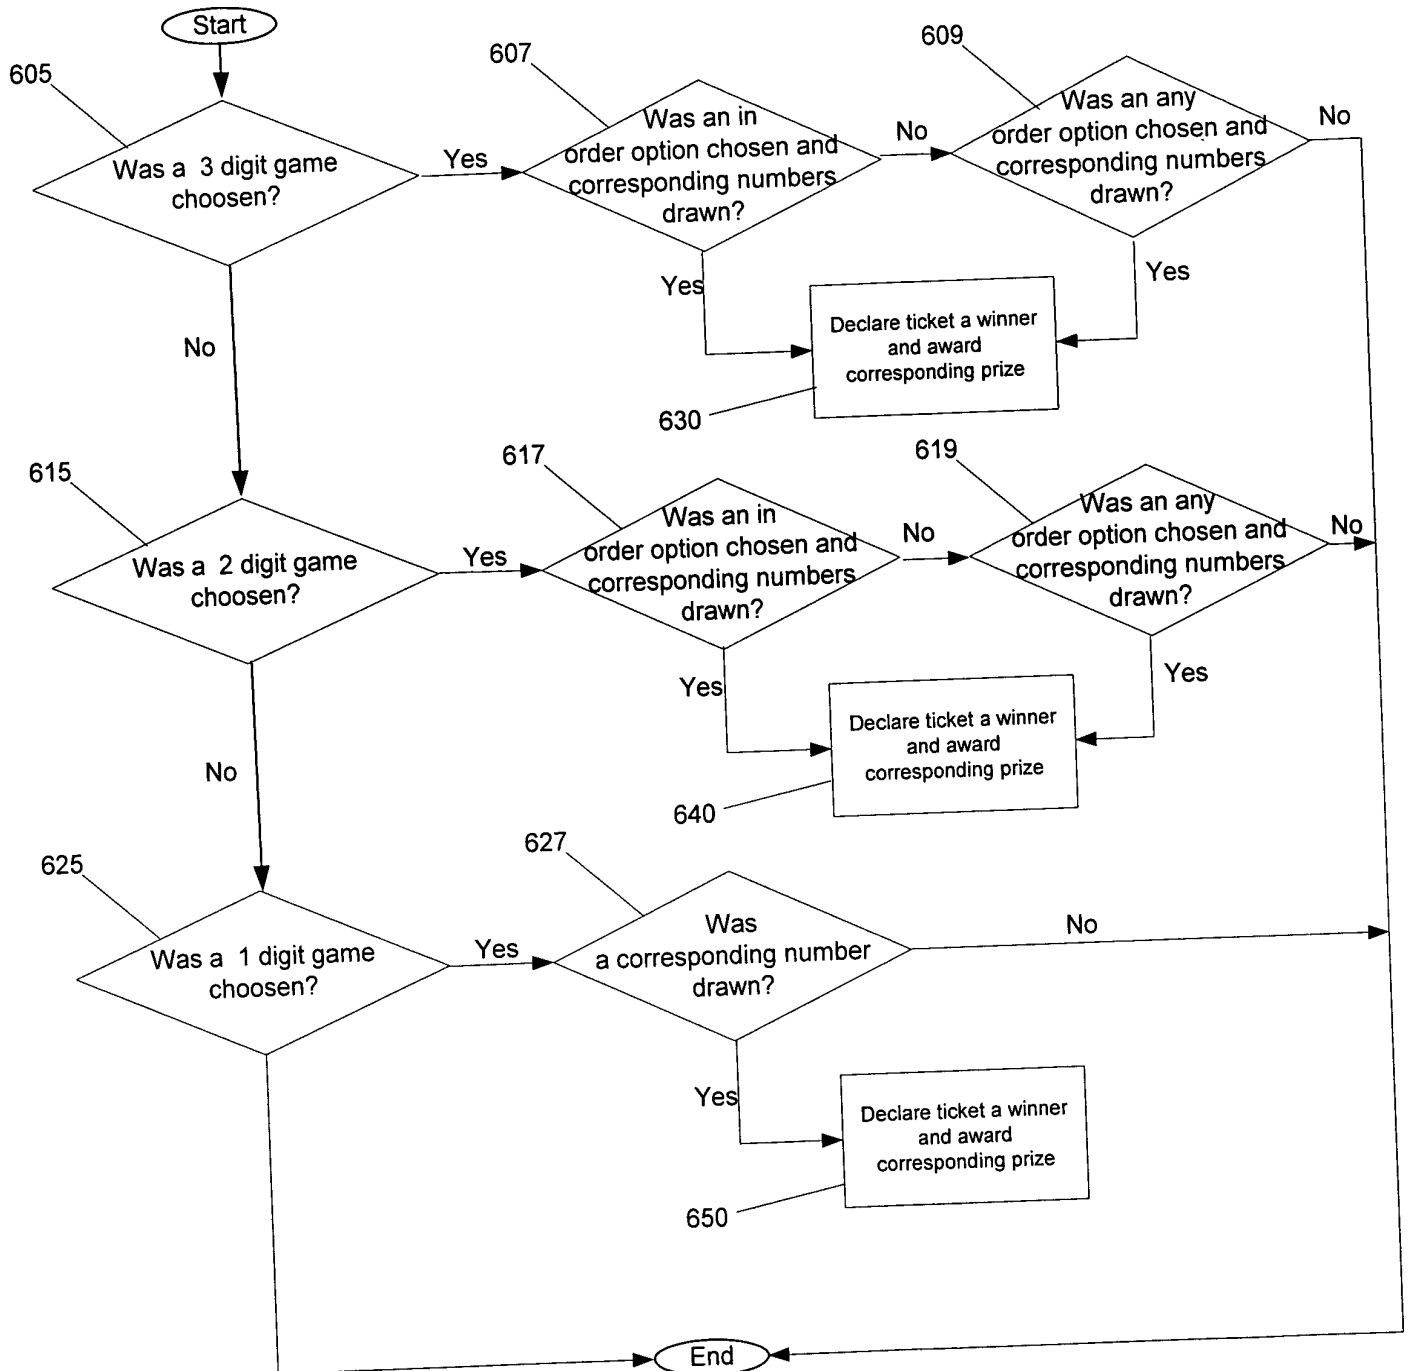 Start
605
Was a 3 digit game
choosen?
Yes
607
Was an in
order option chosen and
corresponding numbers
drawn?
No
609
Was an any
order option chosen and
corresponding numbers
drawn?
No
Yes
Yes
Declare ticket a winner
and award
corresponding prize
630
No
615
Was a 2 digit game
choosen?
Yes
617
Was an in
order option chosen and
corresponding numbers
drawn?
No
619
Was an any
order option chosen and
corresponding numbers
drawn?
No
Yes
Yes
Declare ticket a winner
and award
corresponding prize
640
No
625
Was a 1 digit game
choosen?
Yes
627
Was
a corresponding number
drawn?
No
Yes
Declare ticket a winner
and award
corresponding prize
650
End